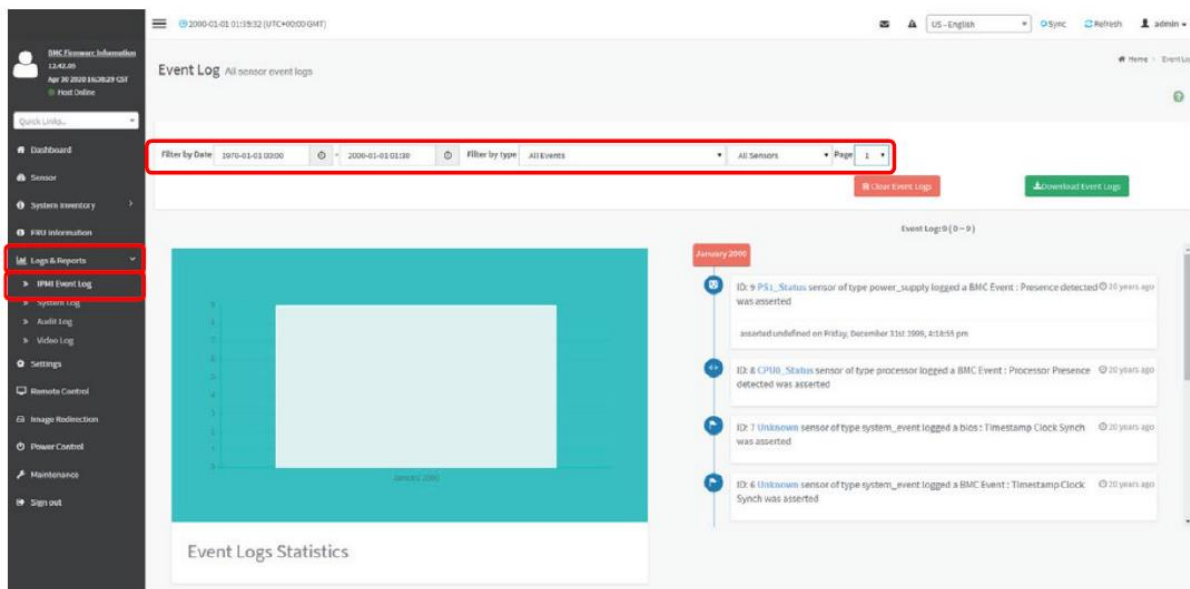 2000-01-01 01:39:32 (UTC+00:00 GMT)
US - English
Sync
Refresh
admin
BMC Firmware Information
12.42.05
Apr 30 2020 16:38:29 CST
Host Online
Quick Links...
Dashboard
Sensor
System Inventory
FRU Information
Logs & Reports
» IPMI Event Log
» System Log
» Audit Log
» Video Log
Settings
Remote Control
Image Redirection
Power Control
Maintenance
Sign out
Event Log All sensor event logs
Home > Event Log
Filter by Date 1970-01-01 00:00 - 2000-01-01 01:39
Filter by type All Events All Sensors Page 1
Clear Event Logs
Download Event Logs
January 2000
Event Logs Statistics
Event Log: 9 ( 0 ~ 9 )
January 2000
ID: 9 PS1_Status sensor of type power_supply logged a BMC Event : Presence detected 20 years ago
was asserted
asserted undefined on Friday, December 31st 1999, 4:18:55 pm
ID: 8 CPU0_Status sensor of type processor logged a BMC Event : Processor Presence 20 years ago
detected was asserted
ID: 7 Unknown sensor of type system_event logged a bios : Timestamp Clock Synch 20 years ago
was asserted
ID: 6 Unknown sensor of type system_event logged a BMC Event : Timestamp Clock 20 years ago
Synch was asserted